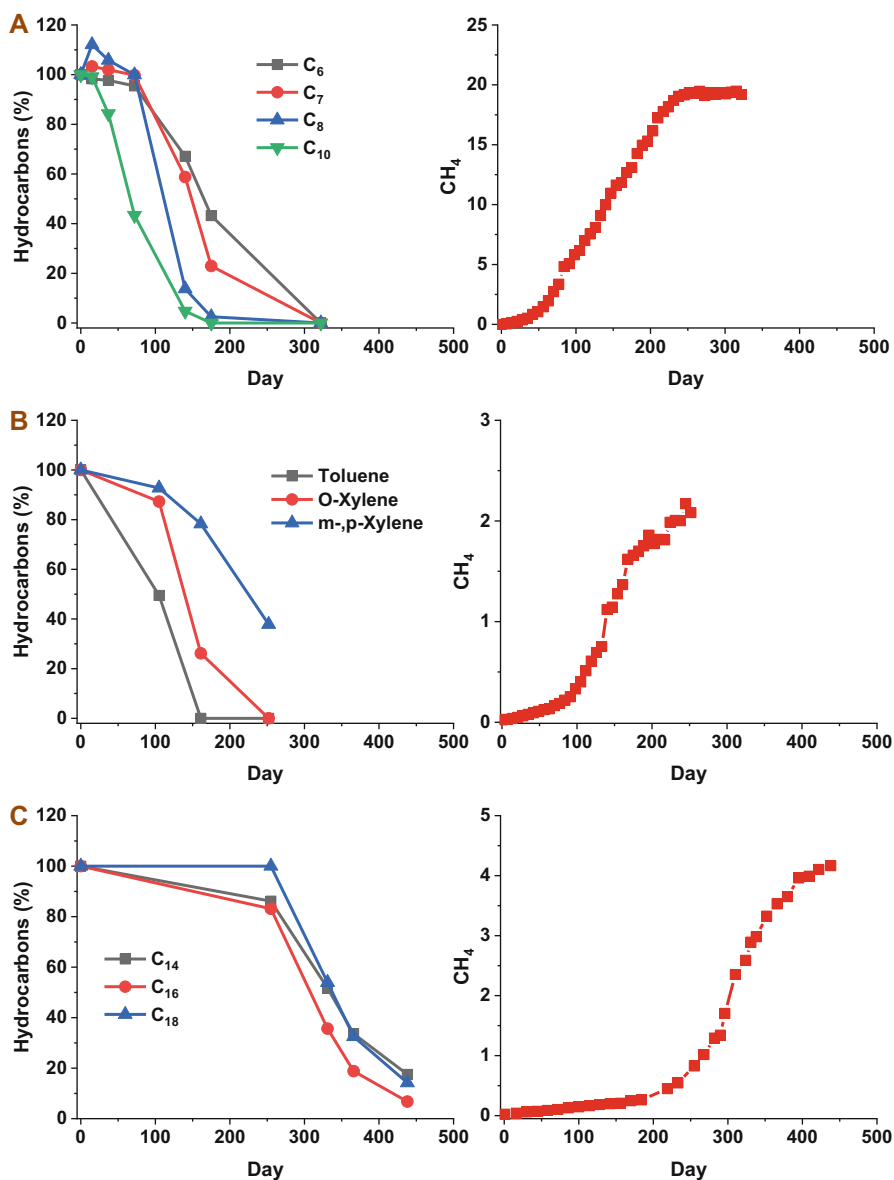 A
120
100
80
60
40
20
0
Hydrocarbons (%)
C₆
C₇
C₈
C₁₀
0 100 200 300 400 500
Day
25
20
15
10
5
0
CH₄
0 100 200 300 400 500
Day
B
120
100
80
60
40
20
0
Hydrocarbons (%)
Toluene
O-Xylene
m-,p-Xylene
0 100 200 300 400 500
Day
3
2
1
0
CH₄
0 100 200 300 400 500
Day
C
120
100
80
60
40
20
0
Hydrocarbons (%)
C₁₄
C₁₆
C₁₈
0 100 200 300 400 500
Day
5
4
3
2
1
0
CH₄
0 100 200 300 400 500
Day